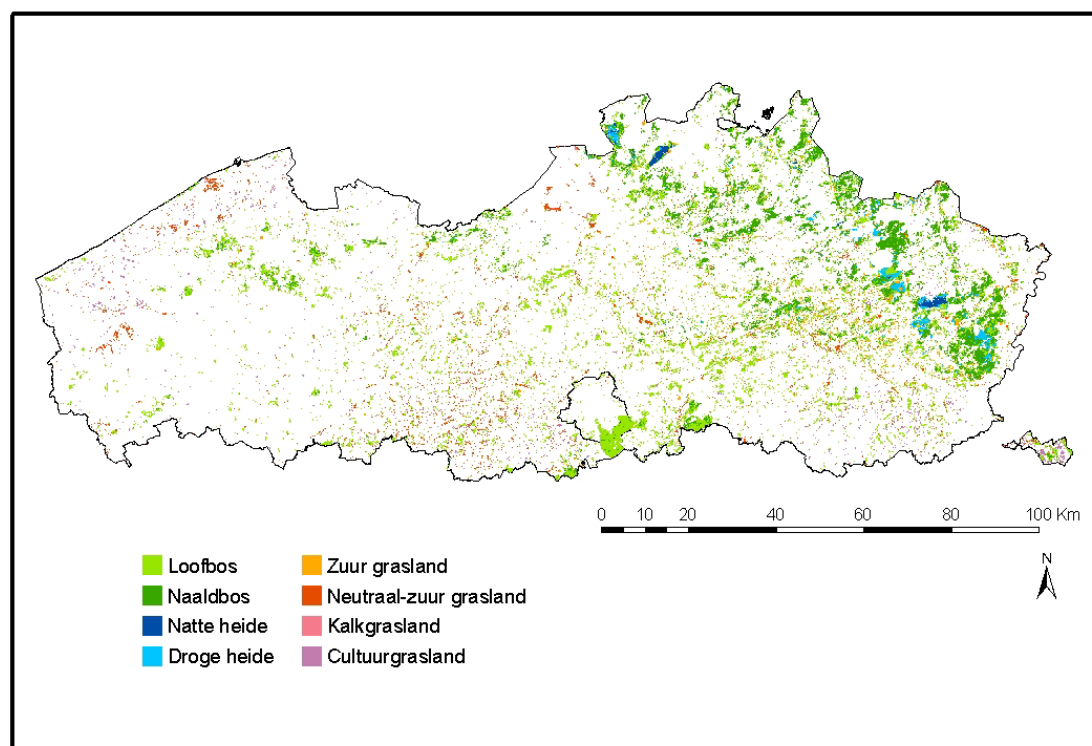 0 10 20 40 60 80 100 Km
N
Loofbos
Naaldbos
Natte heide
Droge heide
Zuur grasland
Neutraal-zuur grasland
Kalkgrasland
Cultuurgrasland